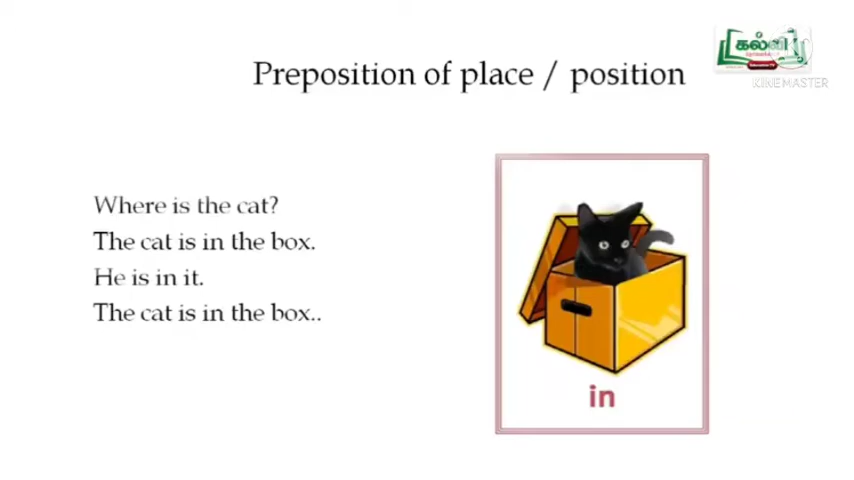 கல்வி
Preposition of place / position
KINEMASTER
Where is the cat?
The cat is in the box.
He is in it.
The cat is in the box..
in